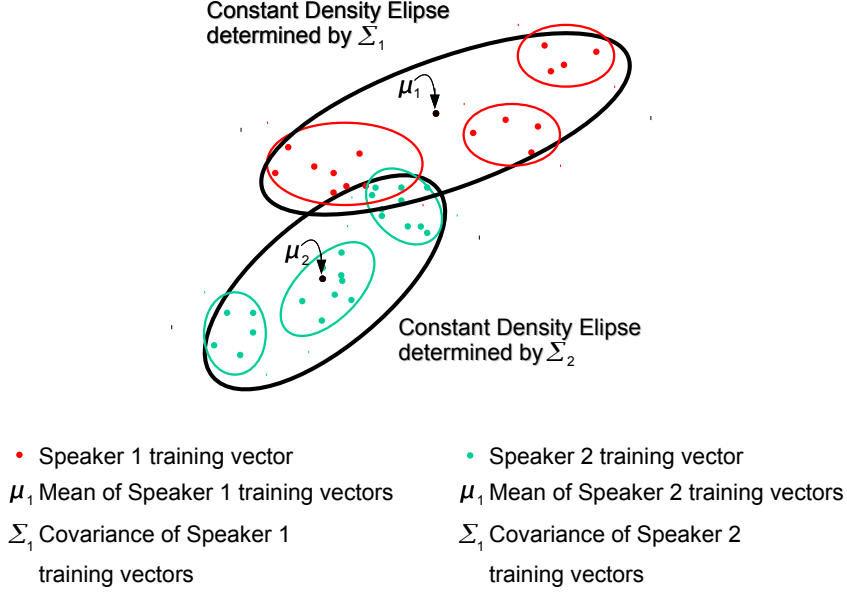 Constant Density Elipse
determined by Σ₁
μ₁
μ₂
Constant Density Elipse
determined by Σ₂
Speaker 1 training vector
μ₁ Mean of Speaker 1 training vectors
Σ₁ Covariance of Speaker 1
training vectors
Speaker 2 training vector
μ₁ Mean of Speaker 2 training vectors
Σ₁ Covariance of Speaker 2
training vectors